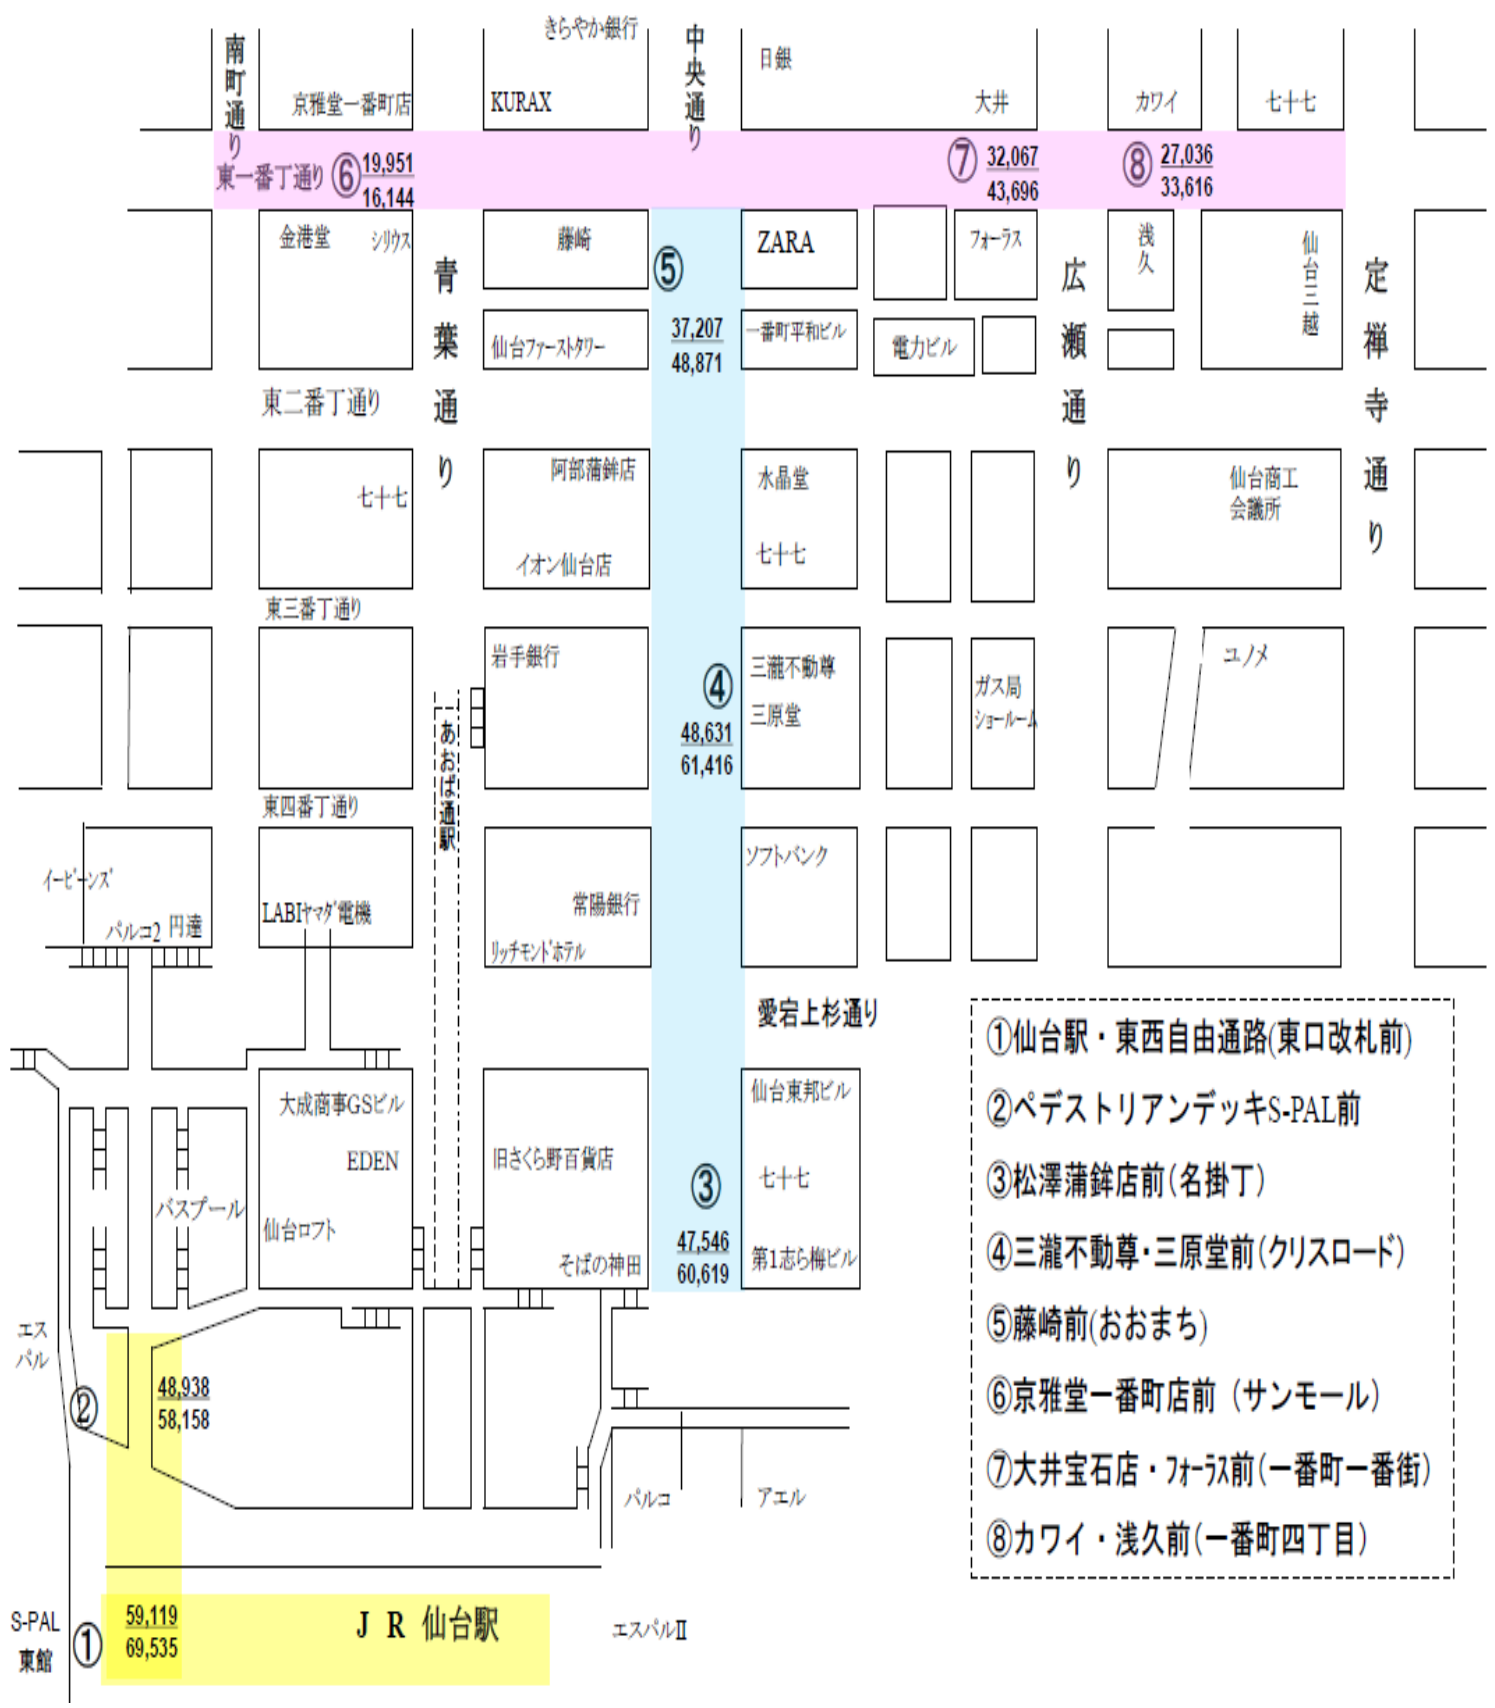 きらやか銀行
南町通り
中央通り
日銀
京雅堂一番町店
KURAX
大井
カワイ
七十七
東一番丁通り
⑥
19,951
16,144
⑦
32,067
43,696
⑧
27,036
33,616
金港堂
シリウス
藤崎
⑤
ZARA
フォーラス
浅久
仙台三越
青葉通り
広瀬通り
定禅寺通り
仙台ファーストタワー
37,207
48,871
一番町平和ビル
電力ビル
東二番丁通り
七十七
阿部蒲鉾店
イオン仙台店
水晶堂
七十七
仙台商工
会議所
東三番丁通り
岩手銀行
④
48,631
61,416
三瀧不動尊
三原堂
ガス局
ショールーム
ユノメ
あおば通駅
東四番丁通り
イービーンズ
パルコ2
円達
LABIヤマダ電機
常陽銀行
リッチモンドホテル
ソフトバンク
愛宕上杉通り
大成商事GSビル
EDEN
仙台ロフト
バスプール
旧さくら野百貨店
そばの神田
③
47,546
60,619
仙台東邦ビル
七十七
第1志ら梅ビル
エス
パル
②
48,938
58,158
パルコ
アエル
S-PAL
東館
①
59,119
69,535
ＪＲ 仙台駅
エスパルⅡ
①仙台駅・東西自由通路(東口改札前)
②ペデストリアンデッキS-PAL前
③松澤蒲鉾店前(名掛丁)
④三瀧不動尊・三原堂前(クリスロード)
⑤藤崎前(おおまち)
⑥京雅堂一番町店前（サンモール）
⑦大井宝石店・フォーラス前(一番町一番街)
⑧カワイ・浅久前(一番町四丁目)